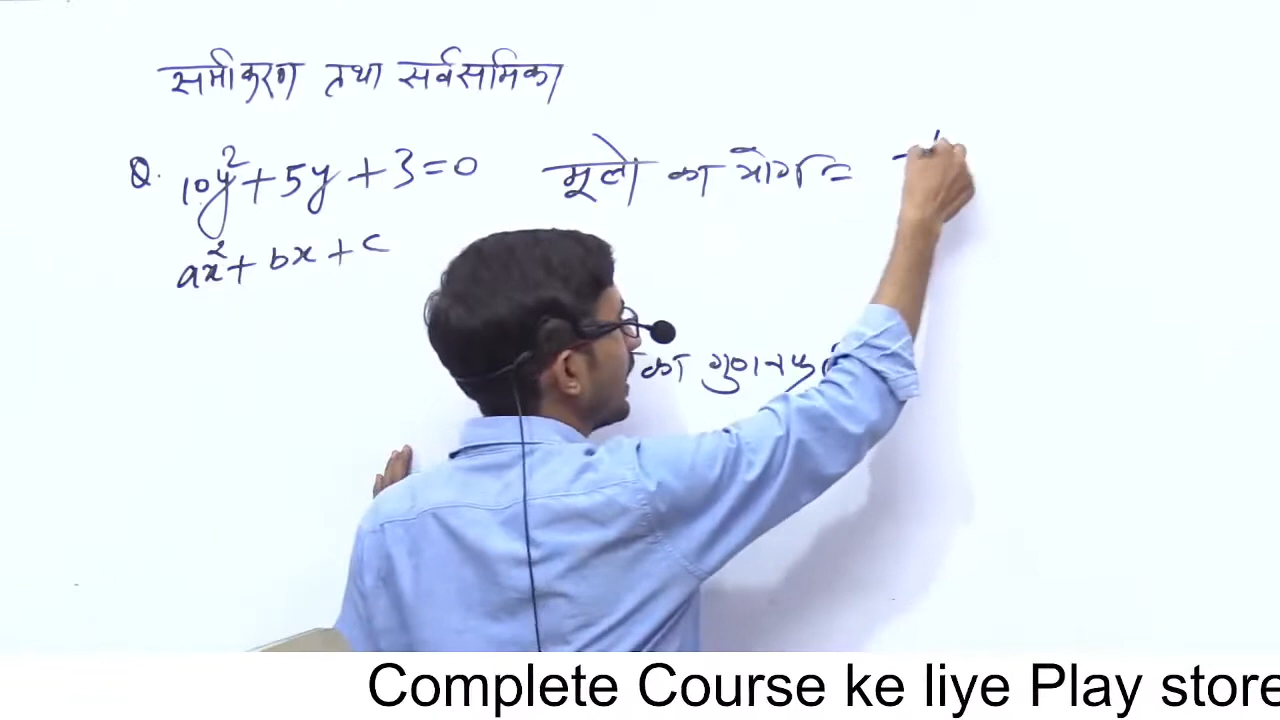 समीकरण तथा सर्वसमिका
Q. 10y²+5y+3=0 मूलो का योग =
ax²+bx+c
का गुणनफल
Complete Course ke liye Play store